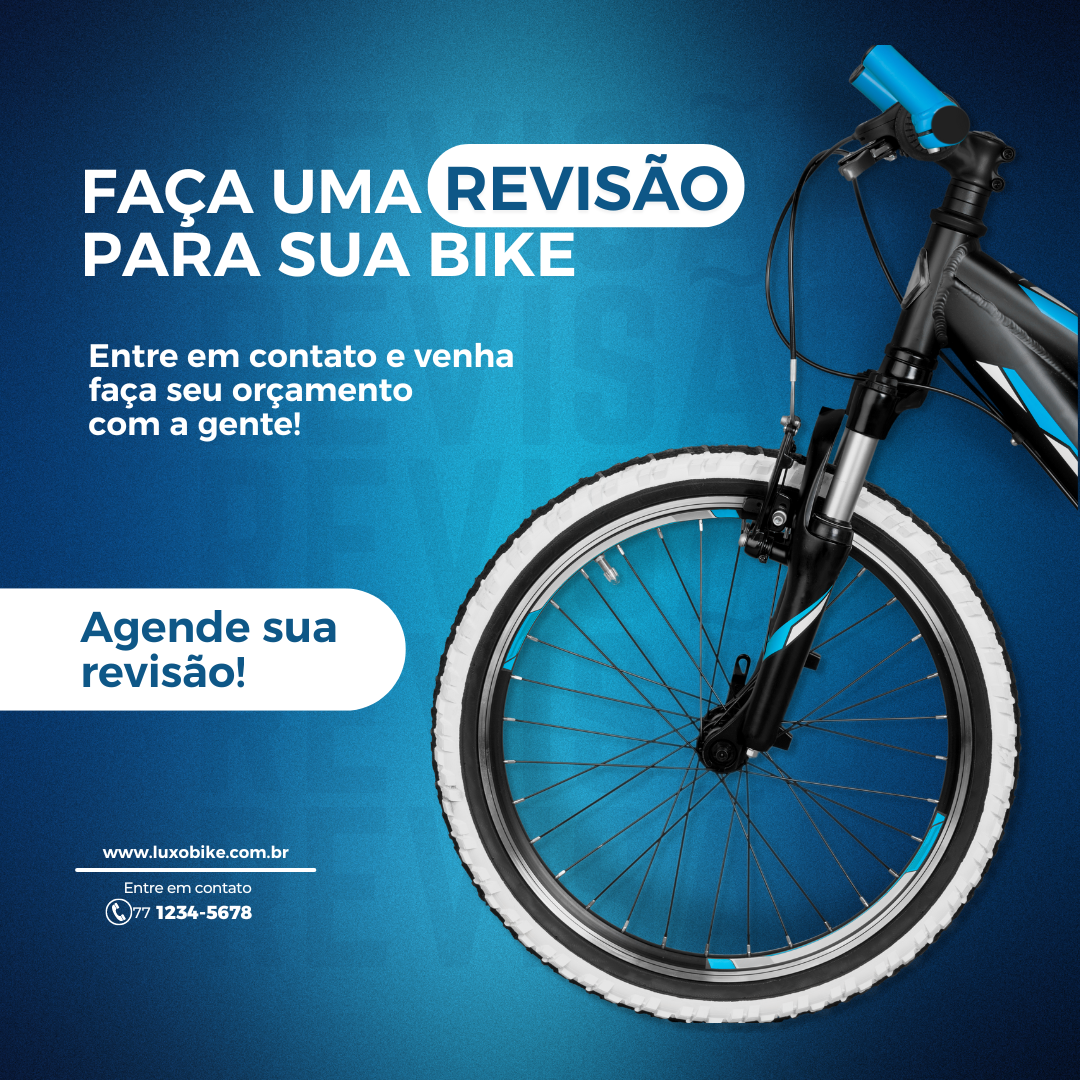 FAÇA UMA REVISÃO
PARA SUA BIKE
Entre em contato e venha
faça seu orçamento
com a gente!
Agende sua
revisão!
www.luxobike.com.br
Entre em contato
77 1234-5678